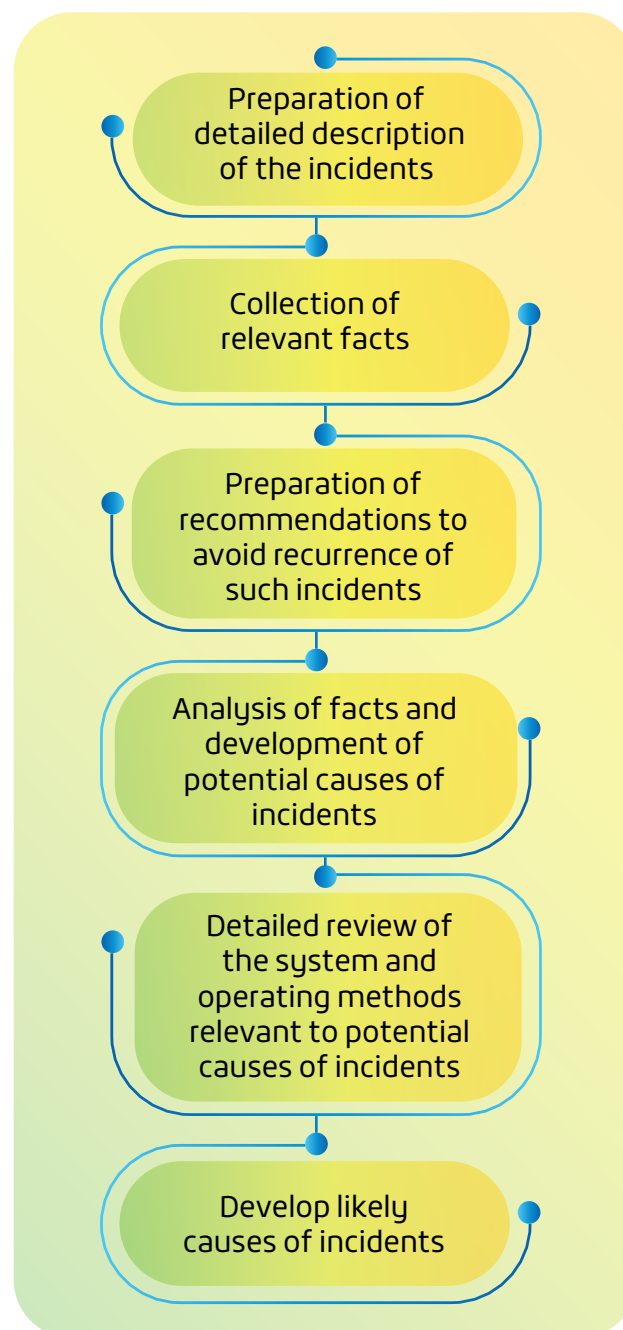 Preparation of
detailed description
of the incidents
Collection of
relevant facts
Preparation of
recommendations to
avoid recurrence of
such incidents
Analysis of facts and
development of
potential causes of
incidents
Detailed review of
the system and
operating methods
relevant to potential
causes of incidents
Develop likely
causes of incidents